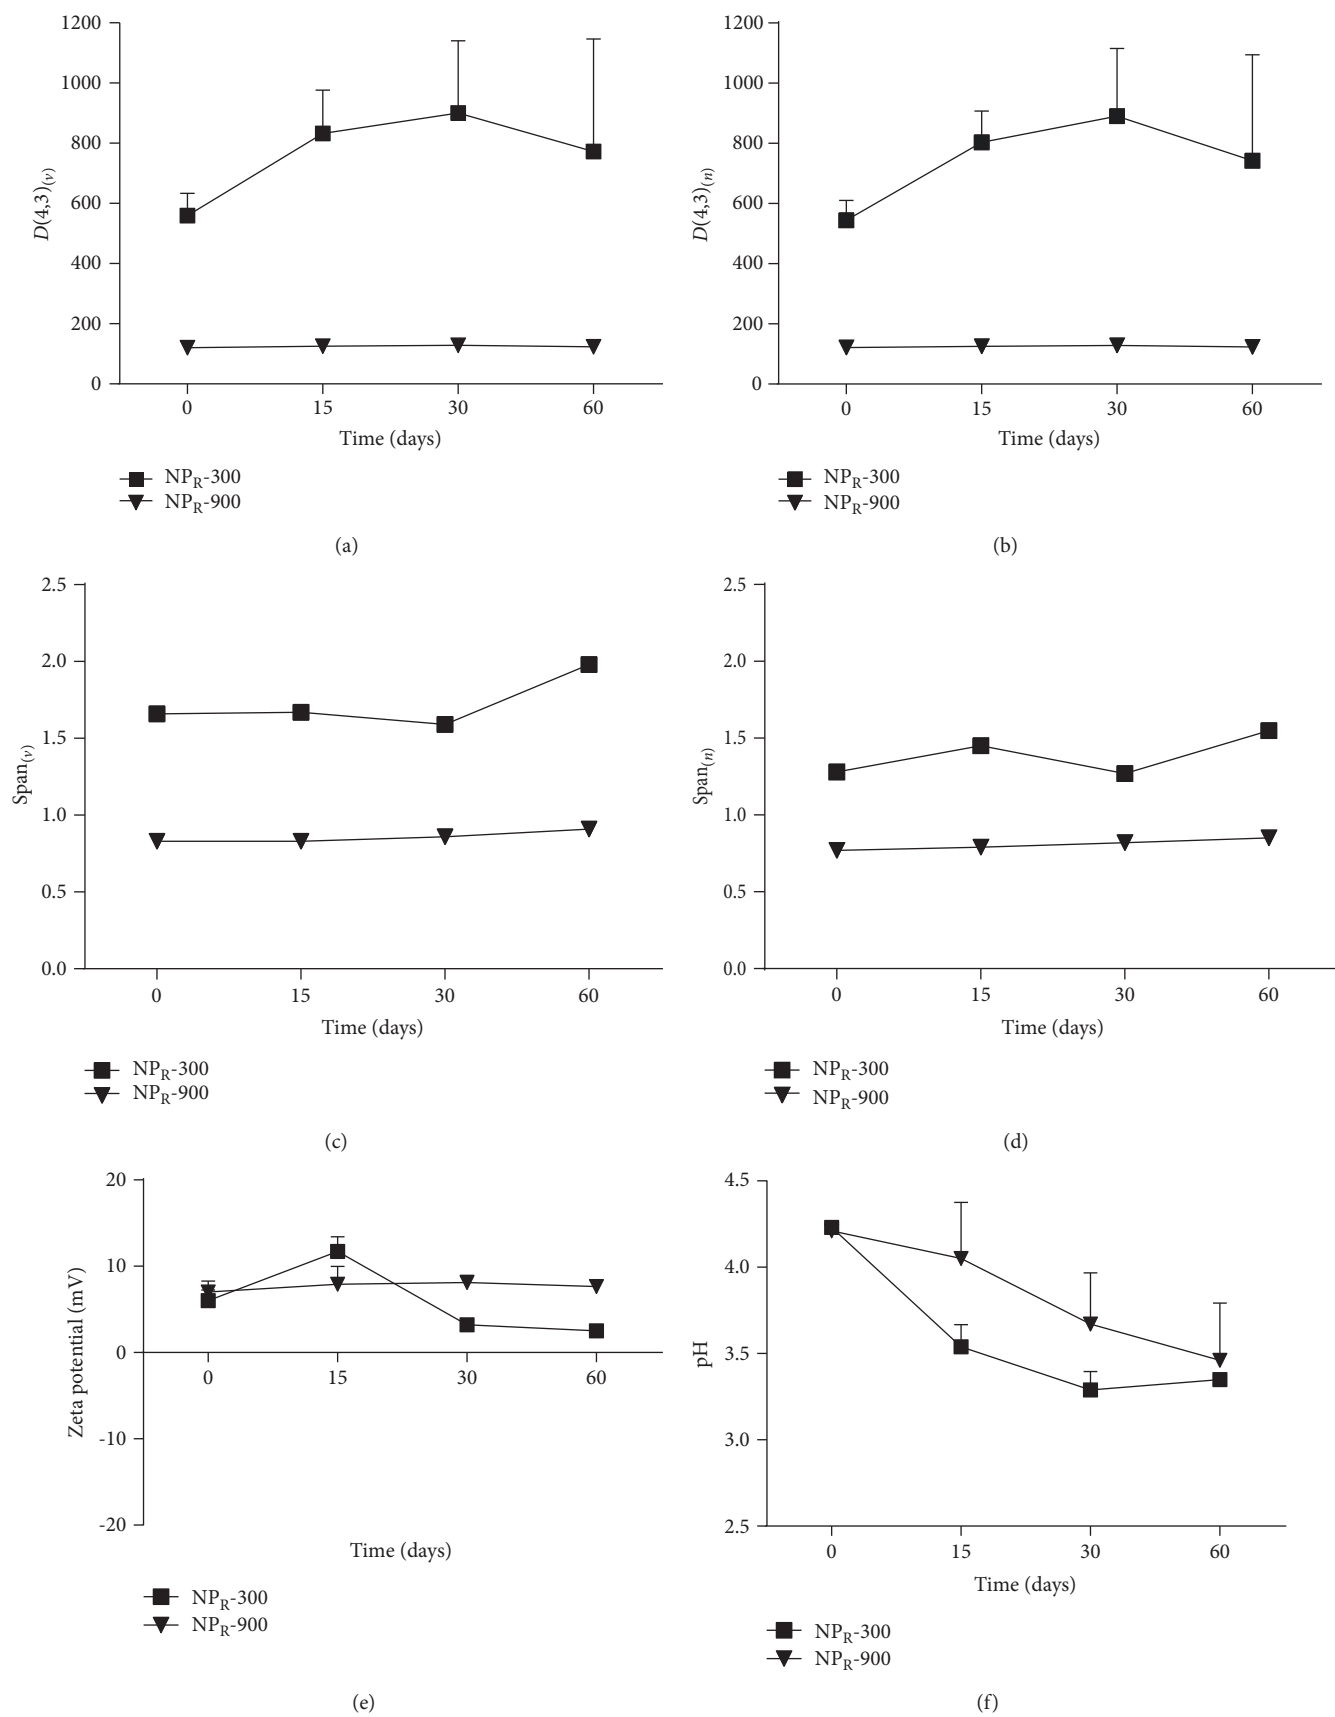 1200
1000
800
600
400
200
0
D(4,3)(v)
0 15 30 60
Time (days)
NPR-300
NPR-900
(a)
1200
1000
800
600
400
200
0
D(4,3)(n)
0 15 30 60
Time (days)
NPR-300
NPR-900
(b)
2.5
2.0
1.5
1.0
0.5
0.0
Span(v)
0 15 30 60
Time (days)
NPR-300
NPR-900
(c)
2.5
2.0
1.5
1.0
0.5
0.0
Span(n)
0 15 30 60
Time (days)
NPR-300
NPR-900
(d)
20
10
0
-10
-20
Zeta potential (mV)
0 15 30 60
Time (days)
NPR-300
NPR-900
(e)
4.5
4.0
3.5
3.0
2.5
pH
0 15 30 60
Time (days)
NPR-300
NPR-900
(f)